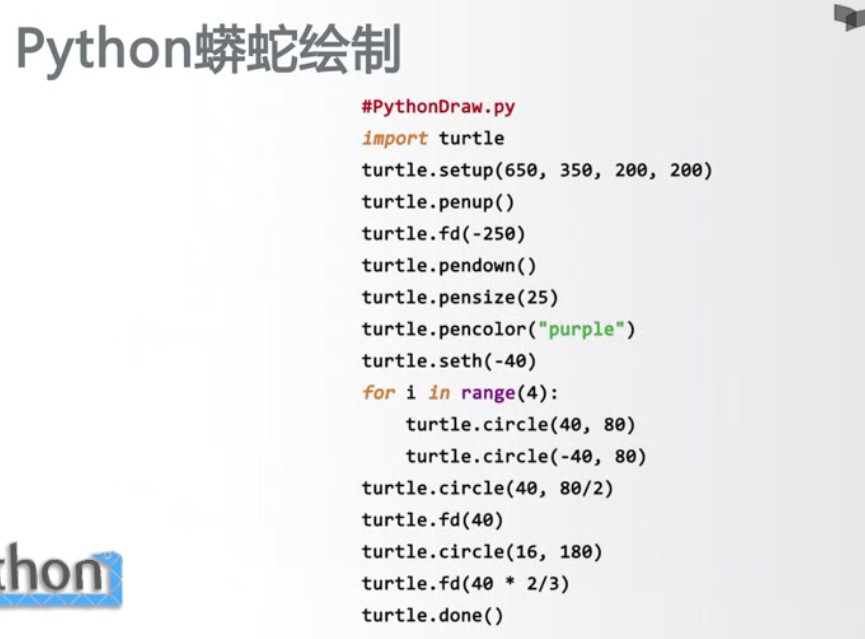 Python蟒蛇绘制
#PythonDraw.py
import turtle
turtle.setup(650, 350, 200, 200)
turtle.penup()
turtle.fd(-250)
turtle.pendown()
turtle.pensize(25)
turtle.pencolor("purple")
turtle.seth(-40)
for i in range(4):
    turtle.circle(40, 80)
    turtle.circle(-40, 80)
turtle.circle(40, 80/2)
turtle.fd(40)
turtle.circle(16, 180)
turtle.fd(40 * 2/3)
turtle.done()
thon